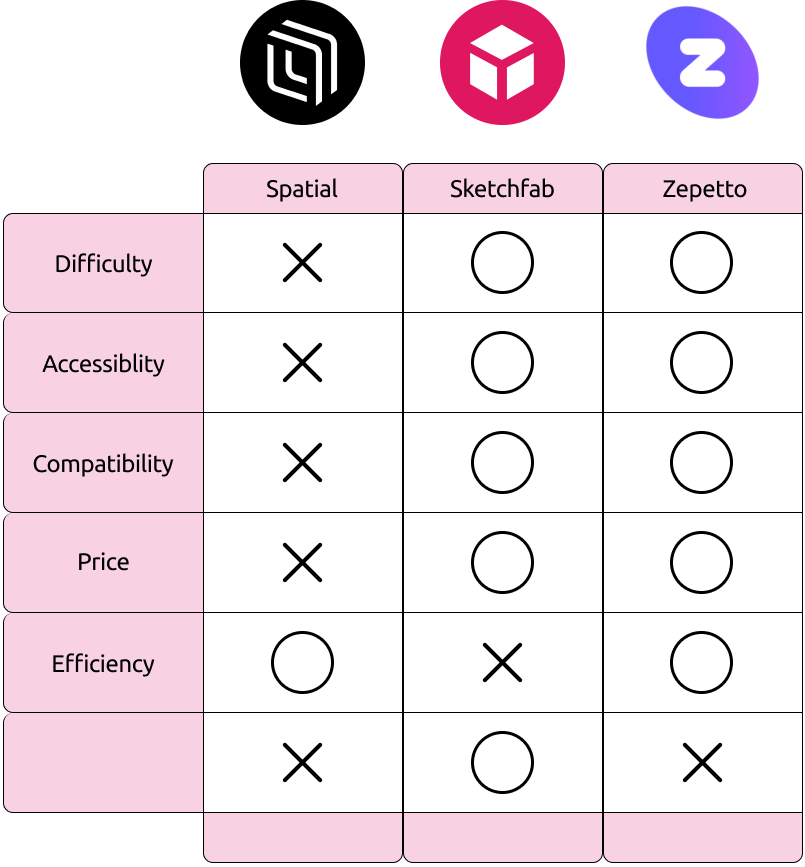 Spatial Sketchfab Zepetto
Difficulty
Accessiblity
Compatibility
Price
Efficiency